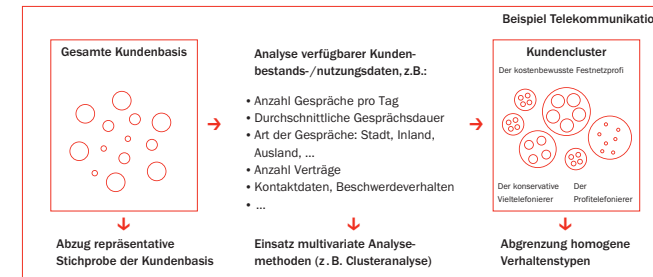 Beispiel Telekommunikatio
Gesamte Kundenbasis
Analyse verfügbarer Kunden-
bestands-/nutzungsdaten, z.B.:
• Anzahl Gespräche pro Tag
• Durchschnittliche Gesprächsdauer
• Art der Gespräche: Stadt, Inland,
Ausland, ...
• Anzahl Verträge
• Kontaktdaten, Beschwerdeverhalten
• ...
Kundencluster
Der kostenbewusste Festnetzprofi
Der konservative
Vieltelefonierer
Der
Profitelefonierer
Abzug repräsentative
Stichprobe der Kundenbasis
Einsatz multivariate Analyse-
methoden (z. B. Clusteranalyse)
Abgrenzung homogene
Verhaltenstypen